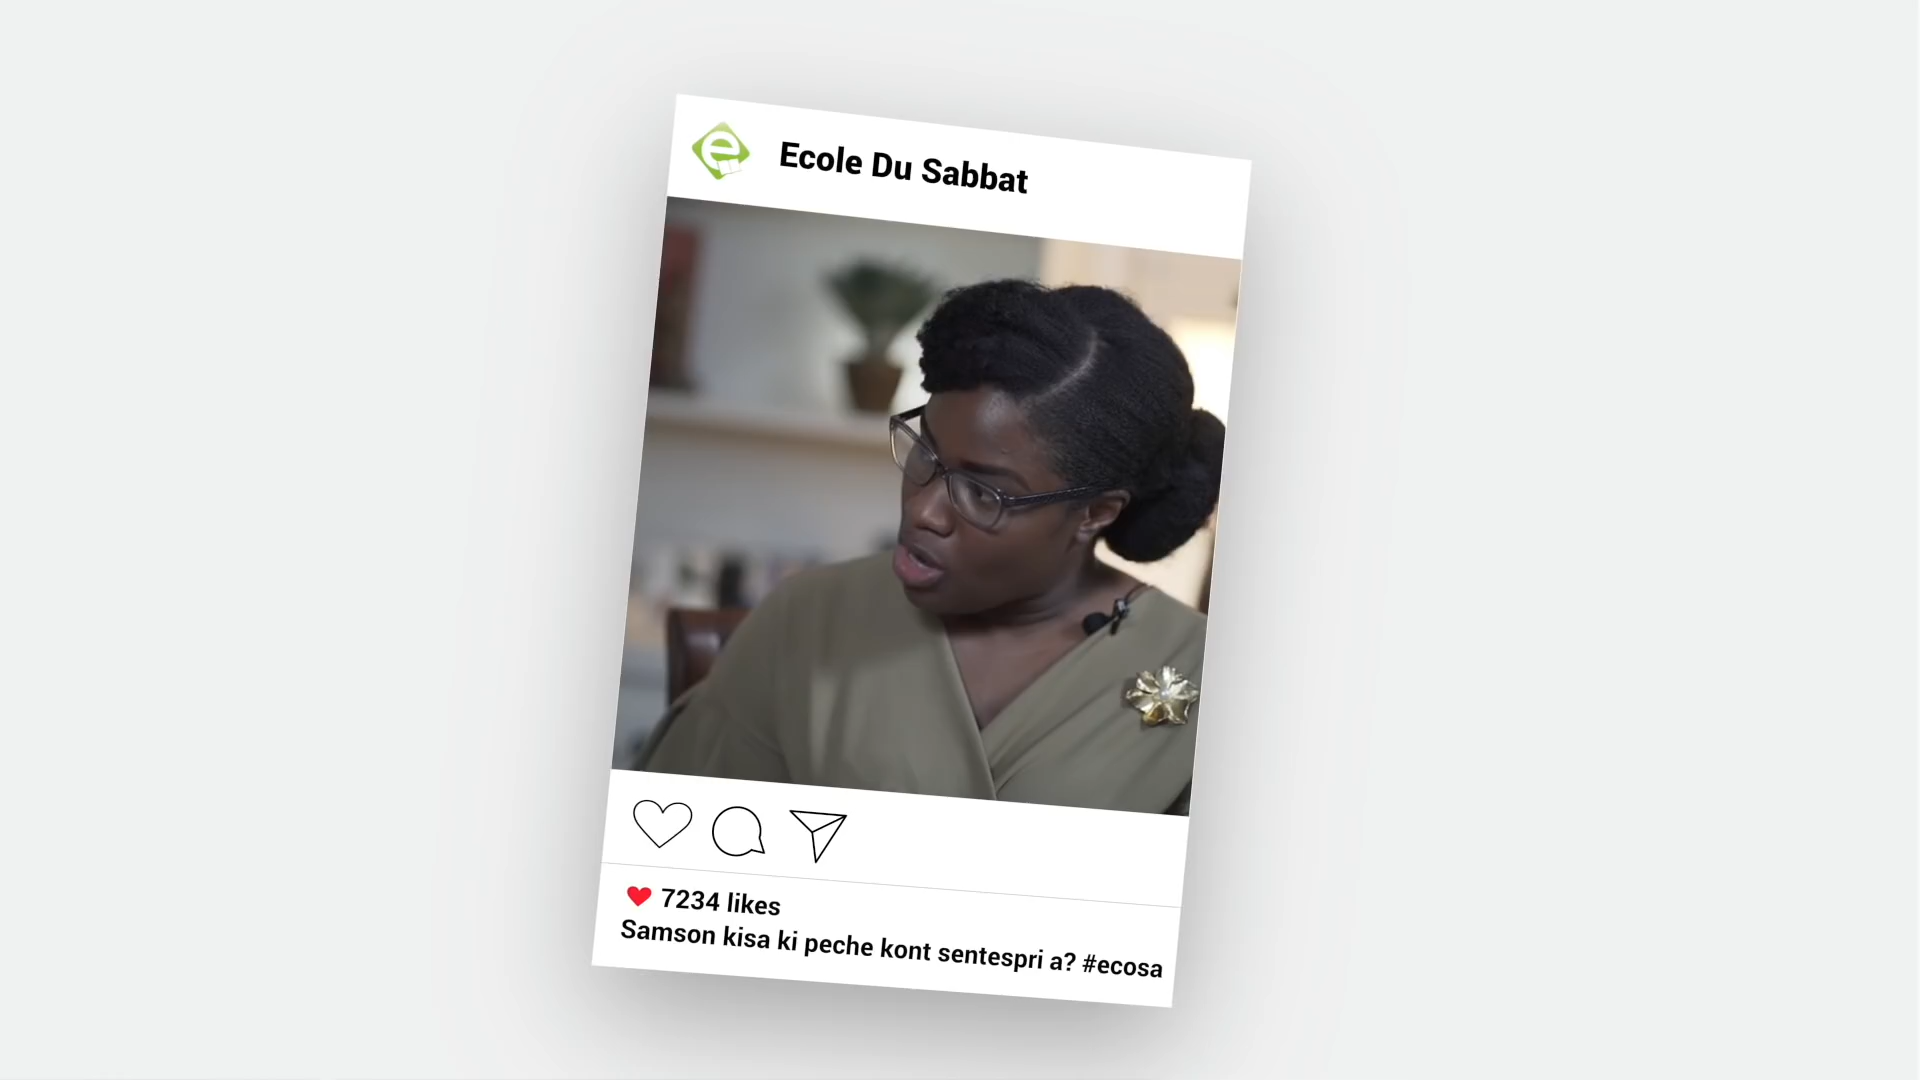 e
Ecole Du Sabbat
7234 likes
Samson kisa ki peche kont sentespri a? #ecosa